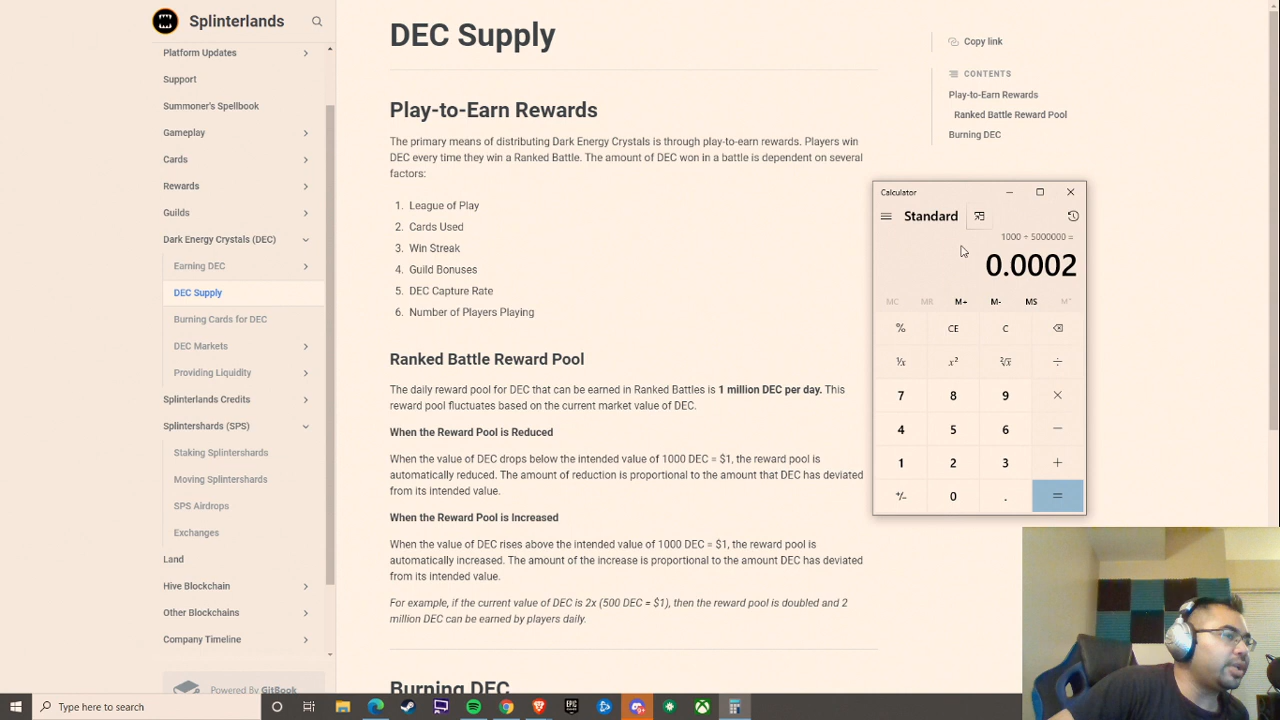 Splinterlands
Platform Updates
Support
Summoner's Spellbook
Gameplay
Cards
Rewards
Guilds
Dark Energy Crystals (DEC)
Earning DEC
DEC Supply
Burning Cards for DEC
DEC Markets
Providing Liquidity
Splinterlands Credits
Splintershards (SPS)
Staking Splintershards
Moving Splintershards
SPS Airdrops
Exchanges
Land
Hive Blockchain
Other Blockchains
Company Timeline
Powered By GitBook
DEC Supply
Play-to-Earn Rewards
The primary means of distributing Dark Energy Crystals is through play-to-earn rewards. Players win
DEC every time they win a Ranked Battle. The amount of DEC won in a battle is dependent on several
factors:
1. League of Play
2. Cards Used
3. Win Streak
4. Guild Bonuses
5. DEC Capture Rate
6. Number of Players Playing
Ranked Battle Reward Pool
The daily reward pool for DEC that can be earned in Ranked Battles is 1 million DEC per day. This
reward pool fluctuates based on the current market value of DEC.
When the Reward Pool is Reduced
When the value of DEC drops below the intended value of 1000 DEC = $1, the reward pool is
automatically reduced. The amount of reduction is proportional to the amount that DEC has deviated
from its intended value.
When the Reward Pool is Increased
When the value of DEC rises above the intended value of 1000 DEC = $1, the reward pool is
automatically increased. The amount of the increase is proportional to the amount DEC has deviated
from its intended value.
For example, if the current value of DEC is 2x (500 DEC = $1), then the reward pool is doubled and 2
million DEC can be earned by players daily.
Burning DEC
Copy link
CONTENTS
Play-to-Earn Rewards
Ranked Battle Reward Pool
Burning DEC
Calculator
Standard
1000 ÷ 5000000 =
0.0002
MC MR M+ M- MS M˅
% CE C
¹/x x² ²√x ÷
7 8 9 ×
4 5 6 −
1 2 3 +
+/− 0 . =
Type here to search